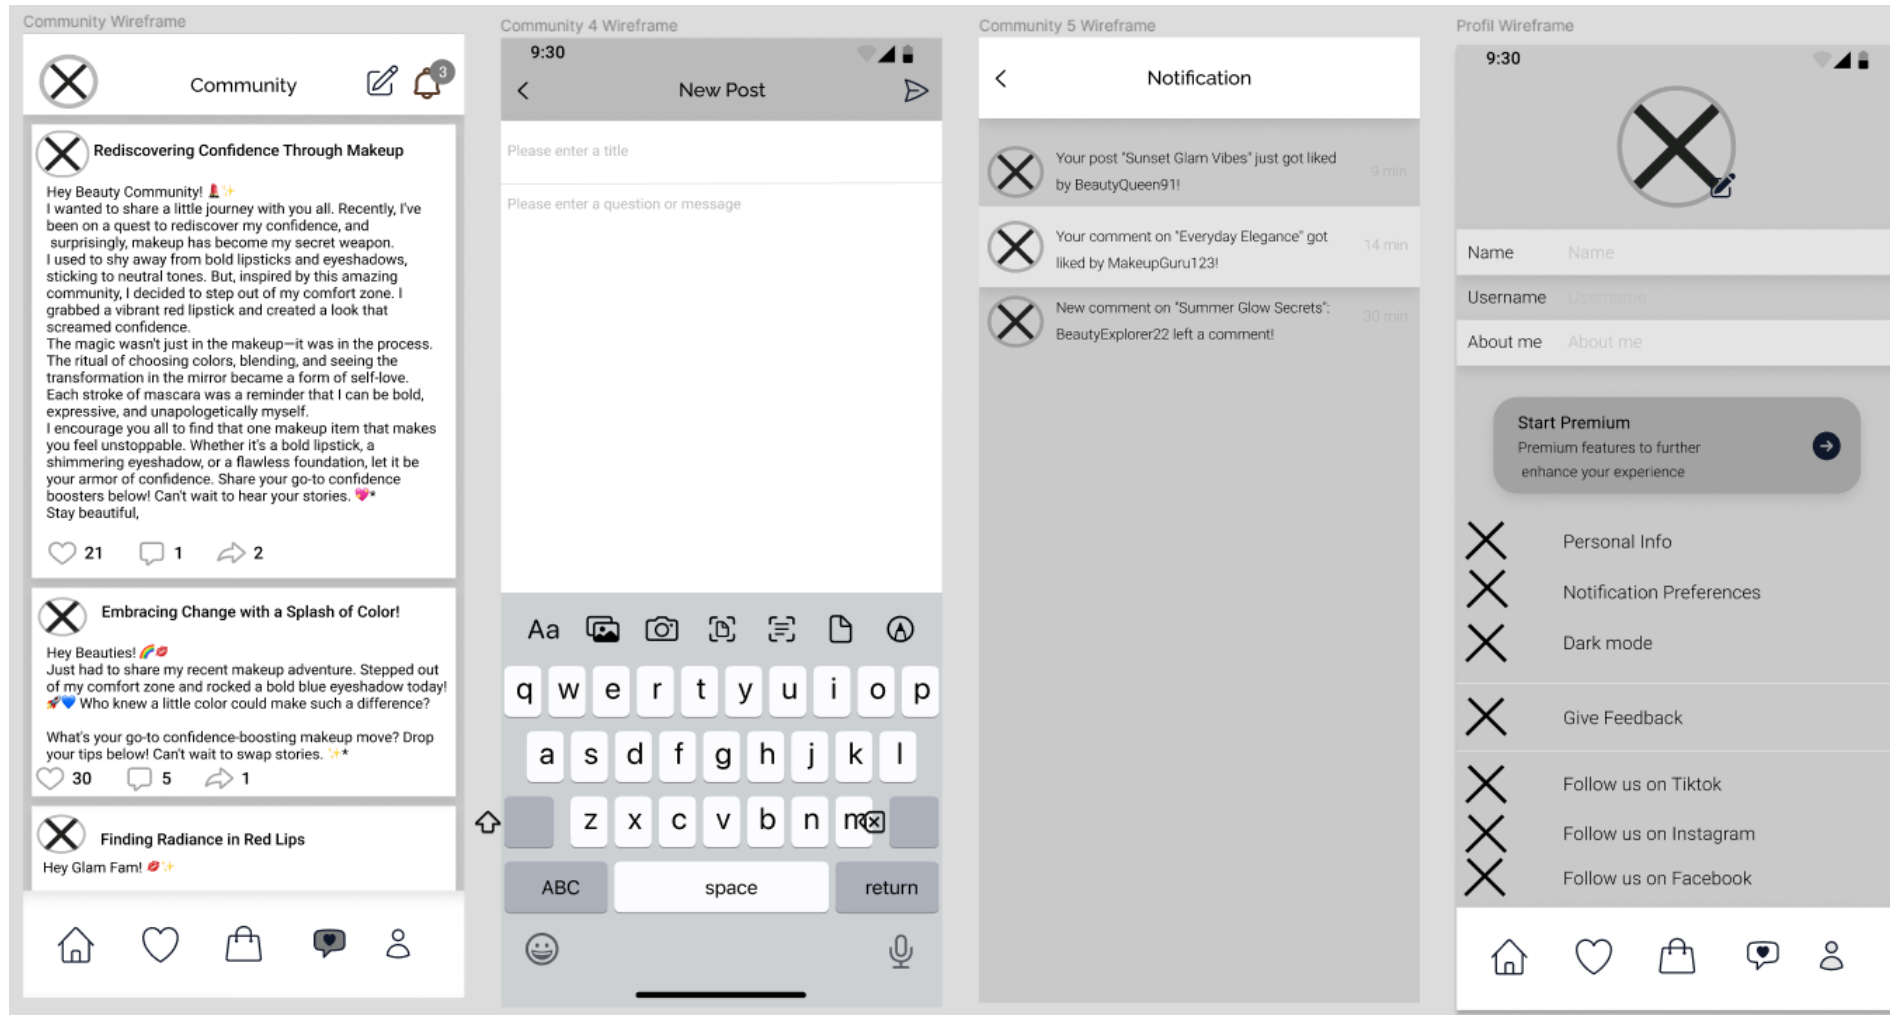 Community Wireframe
Community
3
Rediscovering Confidence Through Makeup
Hey Beauty Community! 💄✨
I wanted to share a little journey with you all. Recently, I've
been on a quest to rediscover my confidence, and
surprisingly, makeup has become my secret weapon.
I used to shy away from bold lipsticks and eyeshadows,
sticking to neutral tones. But, inspired by this amazing
community, I decided to step out of my comfort zone. I
grabbed a vibrant red lipstick and created a look that
screamed confidence.
The magic wasn't just in the makeup—it was in the process.
The ritual of choosing colors, blending, and seeing the
transformation in the mirror became a form of self-love.
Each stroke of mascara was a reminder that I can be bold,
expressive, and unapologetically myself.
I encourage you all to find that one makeup item that makes
you feel unstoppable. Whether it's a bold lipstick, a
shimmering eyeshadow, or a flawless foundation, let it be
your armor of confidence. Share your go-to confidence
boosters below! Can't wait to hear your stories. 💖*
Stay beautiful,
21 1 2
Embracing Change with a Splash of Color!
Hey Beauties! 🌈💋
Just had to share my recent makeup adventure. Stepped out
of my comfort zone and rocked a bold blue eyeshadow today!
🚀💙 Who knew a little color could make such a difference?
What's your go-to confidence-boosting makeup move? Drop
your tips below! Can't wait to swap stories. ✨*
30 5 1
Finding Radiance in Red Lips
Hey Glam Fam! 💋✨
Community 4 Wireframe
9:30
New Post
Please enter a title
Please enter a question or message
Aa
q w e r t y u i o p
a s d f g h j k l
z x c v b n m
ABC space return
Community 5 Wireframe
Notification
Your post "Sunset Glam Vibes" just got liked
by BeautyQueen91!
9 min
Your comment on "Everyday Elegance" got
liked by MakeupGuru123!
14 min
New comment on "Summer Glow Secrets":
BeautyExplorer22 left a comment!
30 min
Profil Wireframe
9:30
Name Name
Username Username
About me About me
Start Premium
Premium features to further
enhance your experience
Personal Info
Notification Preferences
Dark mode
Give Feedback
Follow us on Tiktok
Follow us on Instagram
Follow us on Facebook